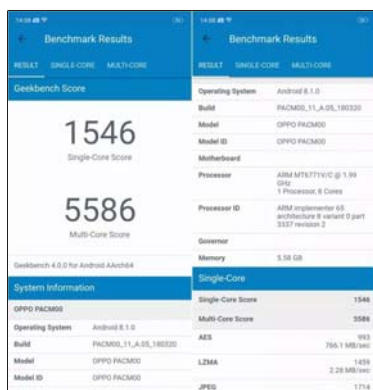 14:08
Benchmark Results
RESULT SINGLE-CORE MULTI-CORE
Geekbench Score
1546
Single-Core Score
5586
Multi-Core Score
Geekbench 4.0.0 for Android AArch64
System Information
OPPO PACM00
Operating System Android 8.1.0
Build PACM00_11_A.05_180320
Model OPPO PACM00
Model ID OPPO PACM00
14:08
Benchmark Results
RESULT SINGLE-CORE MULTI-CORE
Operating System Android 8.1.0
Build PACM00_11_A.05_180320
Model OPPO PACM00
Model ID OPPO PACM00
Motherboard
Processor ARM MT6771V/C @ 1.99
GHz
1 Processor, 8 Cores
Processor ID ARM implementer 65
architecture 8 variant 0 part
3337 revision 2
Governor
Memory 5.58 GB
Single-Core
Single-Core Score 1546
Multi-Core Score 5586
AES 993
766.1 MB/sec
LZMA 1459
2.28 MB/sec
JPEG 1714